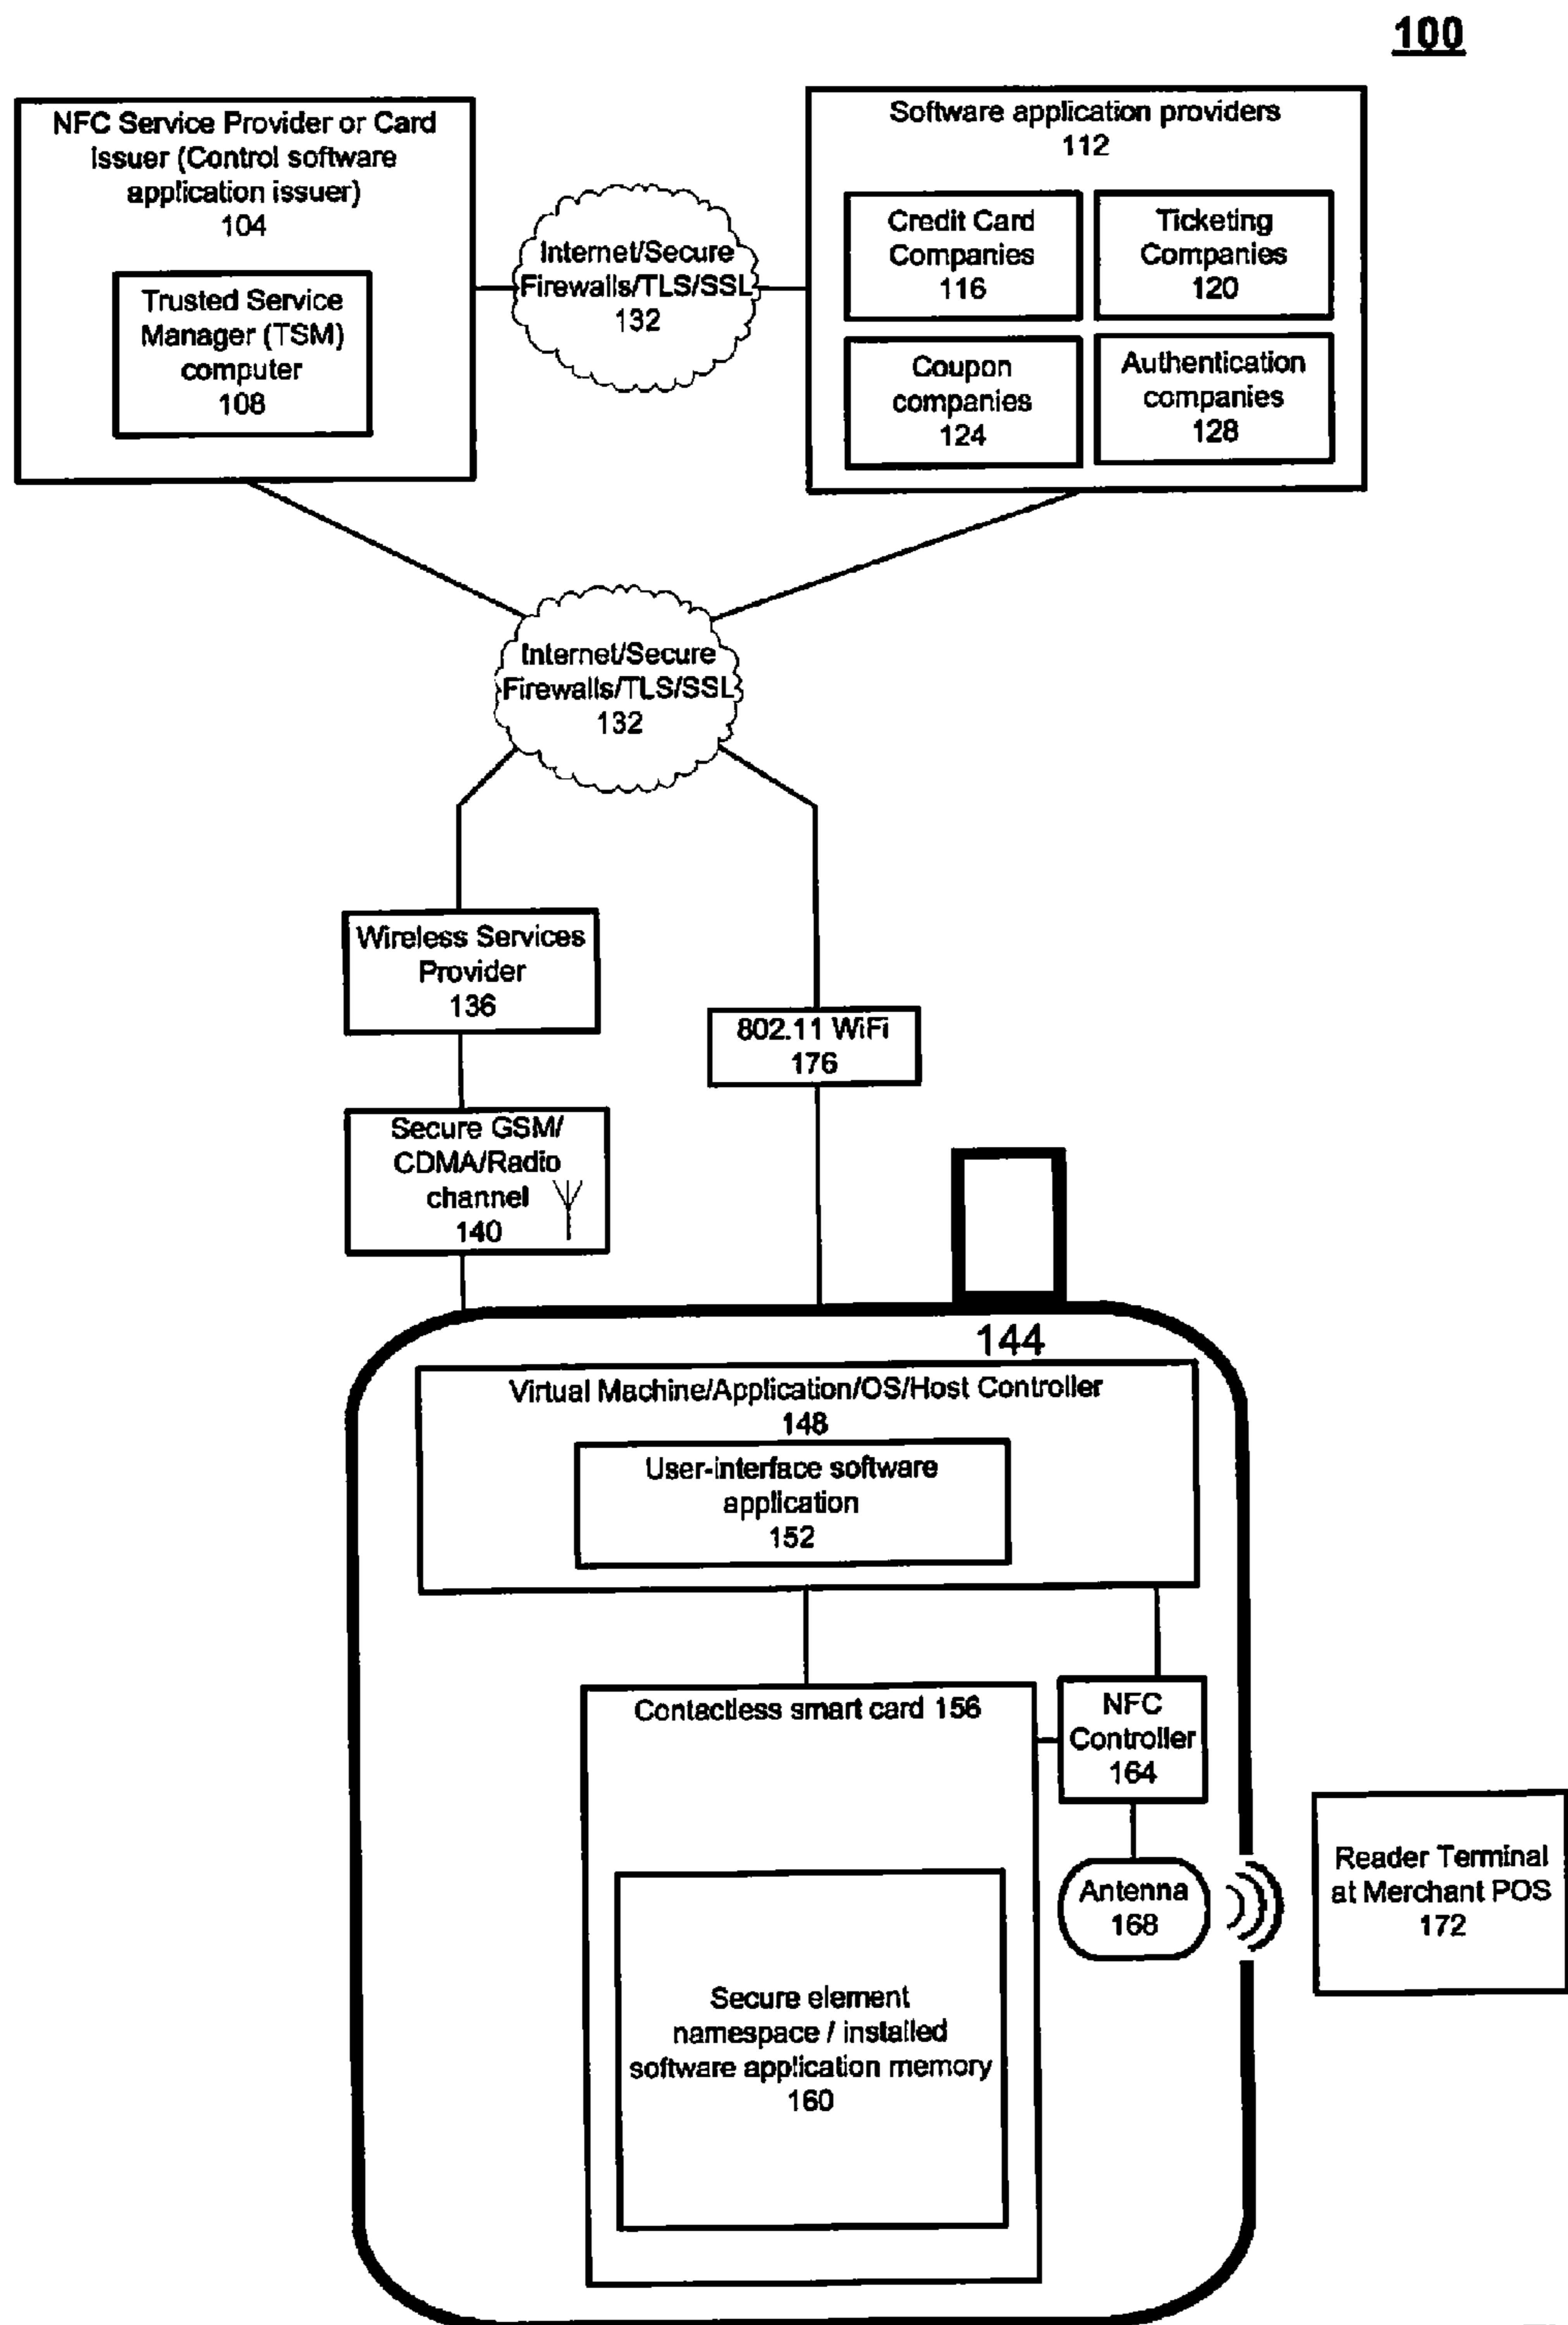 100
NFC Service Provider or Card
Issuer (Control software
application issuer)
104
Trusted Service
Manager (TSM)
computer
108
Internet/Secure
Firewalls/TLS/SSL
132
Software application providers
112
Credit Card
Companies
116
Ticketing
Companies
120
Coupon
companies
124
Authentication
companies
128
Internet/Secure
Firewalls/TLS/SSL
132
Wireless Services
Provider
136
802.11 WiFi
176
Secure GSM/
CDMA/Radio
channel
140
144
Virtual Machine/Application/OS/Host Controller
148
User-interface software
application
152
Contactless smart card 156
NFC
Controller
164
Antenna
168
Reader Terminal
at Merchant POS
172
Secure element
namespace / installed
software application memory
160